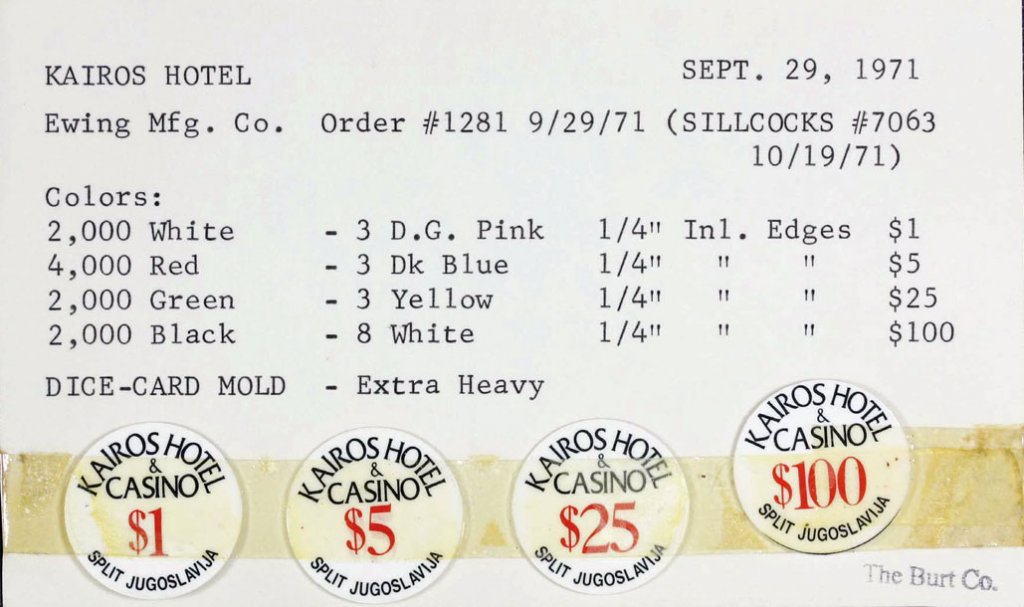 KAIROS HOTEL SEPT. 29, 1971
Ewing Mfg. Co. Order #1281 9/29/71 (SILLCOCKS #7063
10/19/71)
Colors:
2,000 White - 3 D.G. Pink 1/4" Inl. Edges $1
4,000 Red - 3 Dk Blue 1/4" " " $5
2,000 Green - 3 Yellow 1/4" " " $25
2,000 Black - 8 White 1/4" " " $100
DICE-CARD MOLD - Extra Heavy
KAIROS HOTEL
&
CASINO
$1
SPLIT JUGOSLAVIJA
KAIROS HOTEL
&
CASINO
$5
SPLIT JUGOSLAVIJA
KAIROS HOTEL
&
CASINO
$25
SPLIT JUGOSLAVIJA
KAIROS HOTEL
&
CASINO
$100
SPLIT JUGOSLAVIJA
The Burt Co.